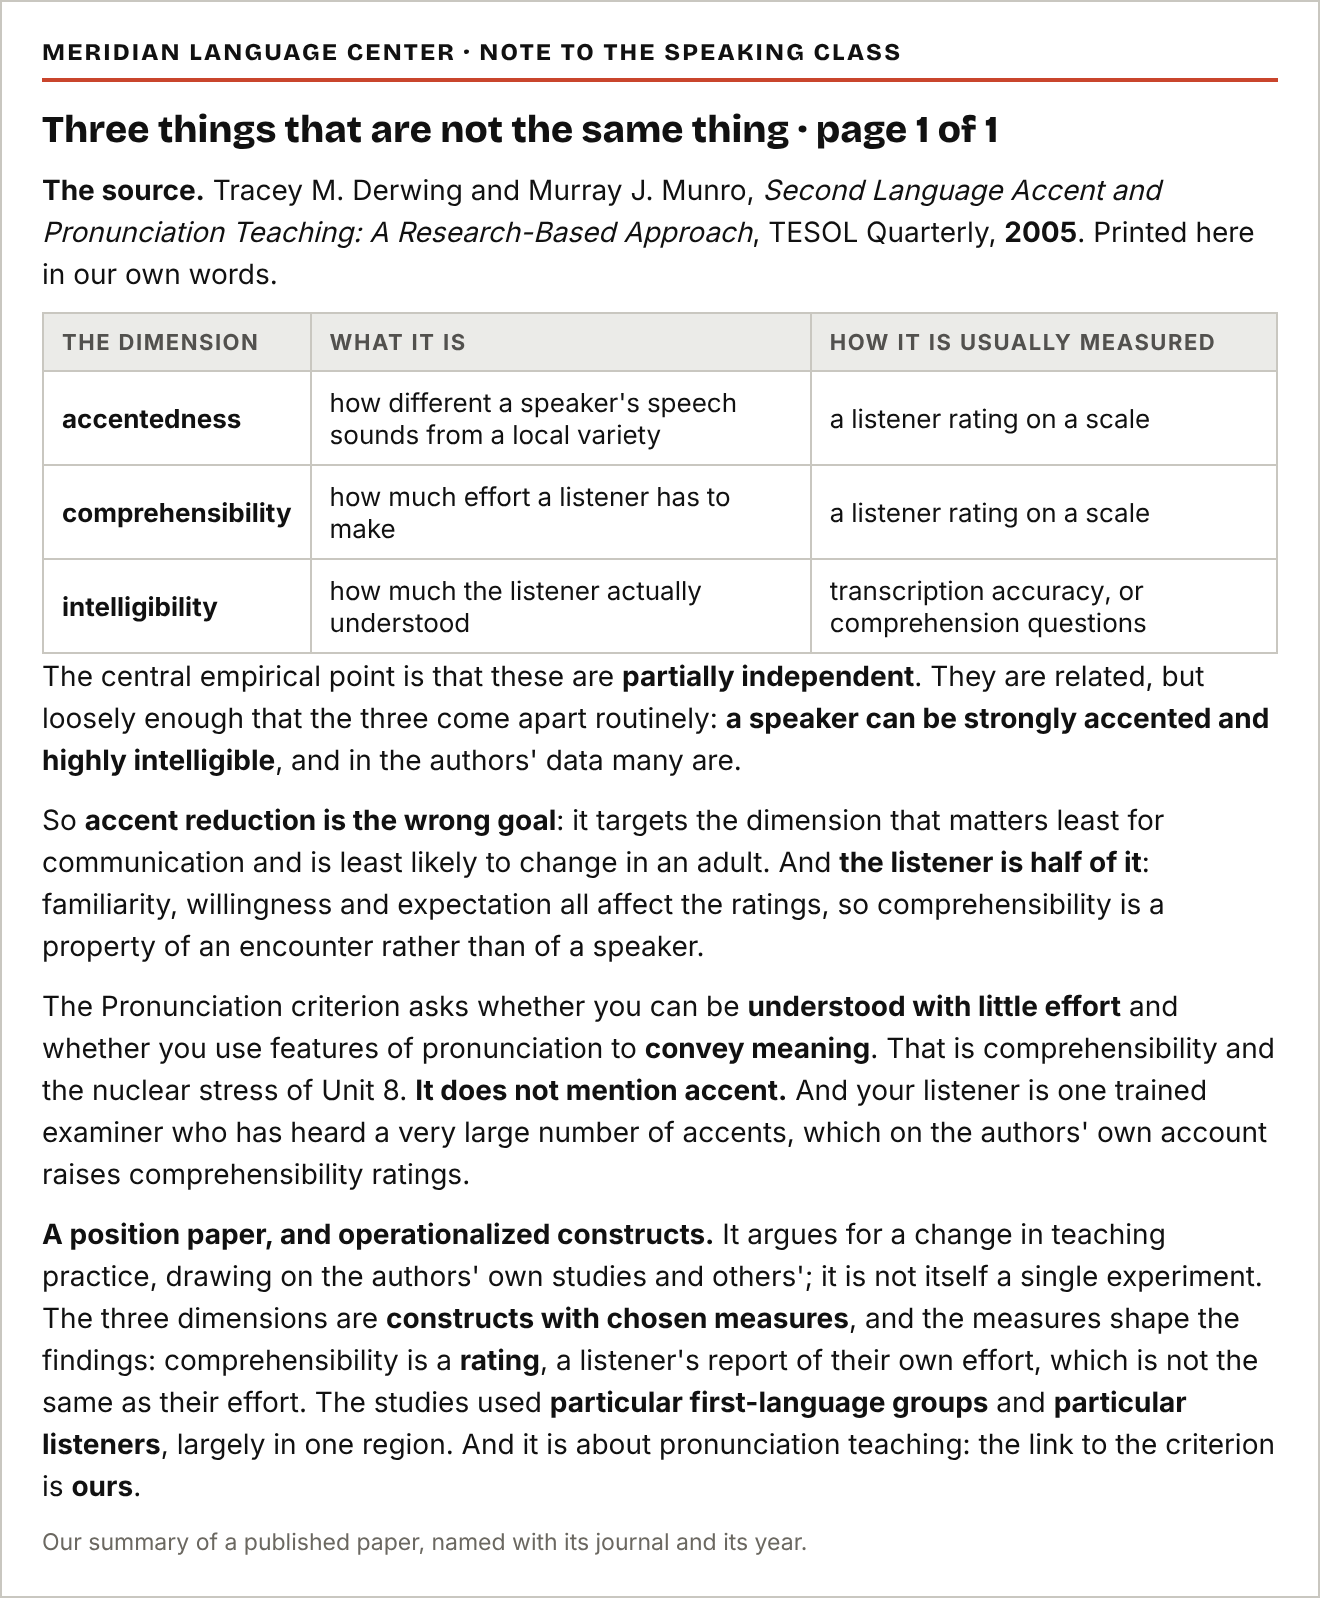 MERIDIAN LANGUAGE CENTER · NOTE TO THE SPEAKING CLASS
Three things that are not the same thing · page 1 of 1
The source. Tracey M. Derwing and Murray J. Munro, Second Language Accent and
Pronunciation Teaching: A Research-Based Approach, TESOL Quarterly, 2005. Printed here
in our own words.
THE DIMENSION WHAT IT IS HOW IT IS USUALLY MEASURED
accentedness how different a speaker's speech sounds from a local variety a listener rating on a scale
comprehensibility how much effort a listener has to make a listener rating on a scale
intelligibility how much the listener actually understood transcription accuracy, or comprehension questions
The central empirical point is that these are partially independent. They are related, but
loosely enough that the three come apart routinely: a speaker can be strongly accented and
highly intelligible, and in the authors' data many are.
So accent reduction is the wrong goal: it targets the dimension that matters least for
communication and is least likely to change in an adult. And the listener is half of it:
familiarity, willingness and expectation all affect the ratings, so comprehensibility is a
property of an encounter rather than of a speaker.
The Pronunciation criterion asks whether you can be understood with little effort and
whether you use features of pronunciation to convey meaning. That is comprehensibility and
the nuclear stress of Unit 8. It does not mention accent. And your listener is one trained
examiner who has heard a very large number of accents, which on the authors' own account
raises comprehensibility ratings.
A position paper, and operationalized constructs. It argues for a change in teaching
practice, drawing on the authors' own studies and others'; it is not itself a single experiment.
The three dimensions are constructs with chosen measures, and the measures shape the
findings: comprehensibility is a rating, a listener's report of their own effort, which is not the
same as their effort. The studies used particular first-language groups and particular
listeners, largely in one region. And it is about pronunciation teaching: the link to the criterion
is ours.
Our summary of a published paper, named with its journal and its year.